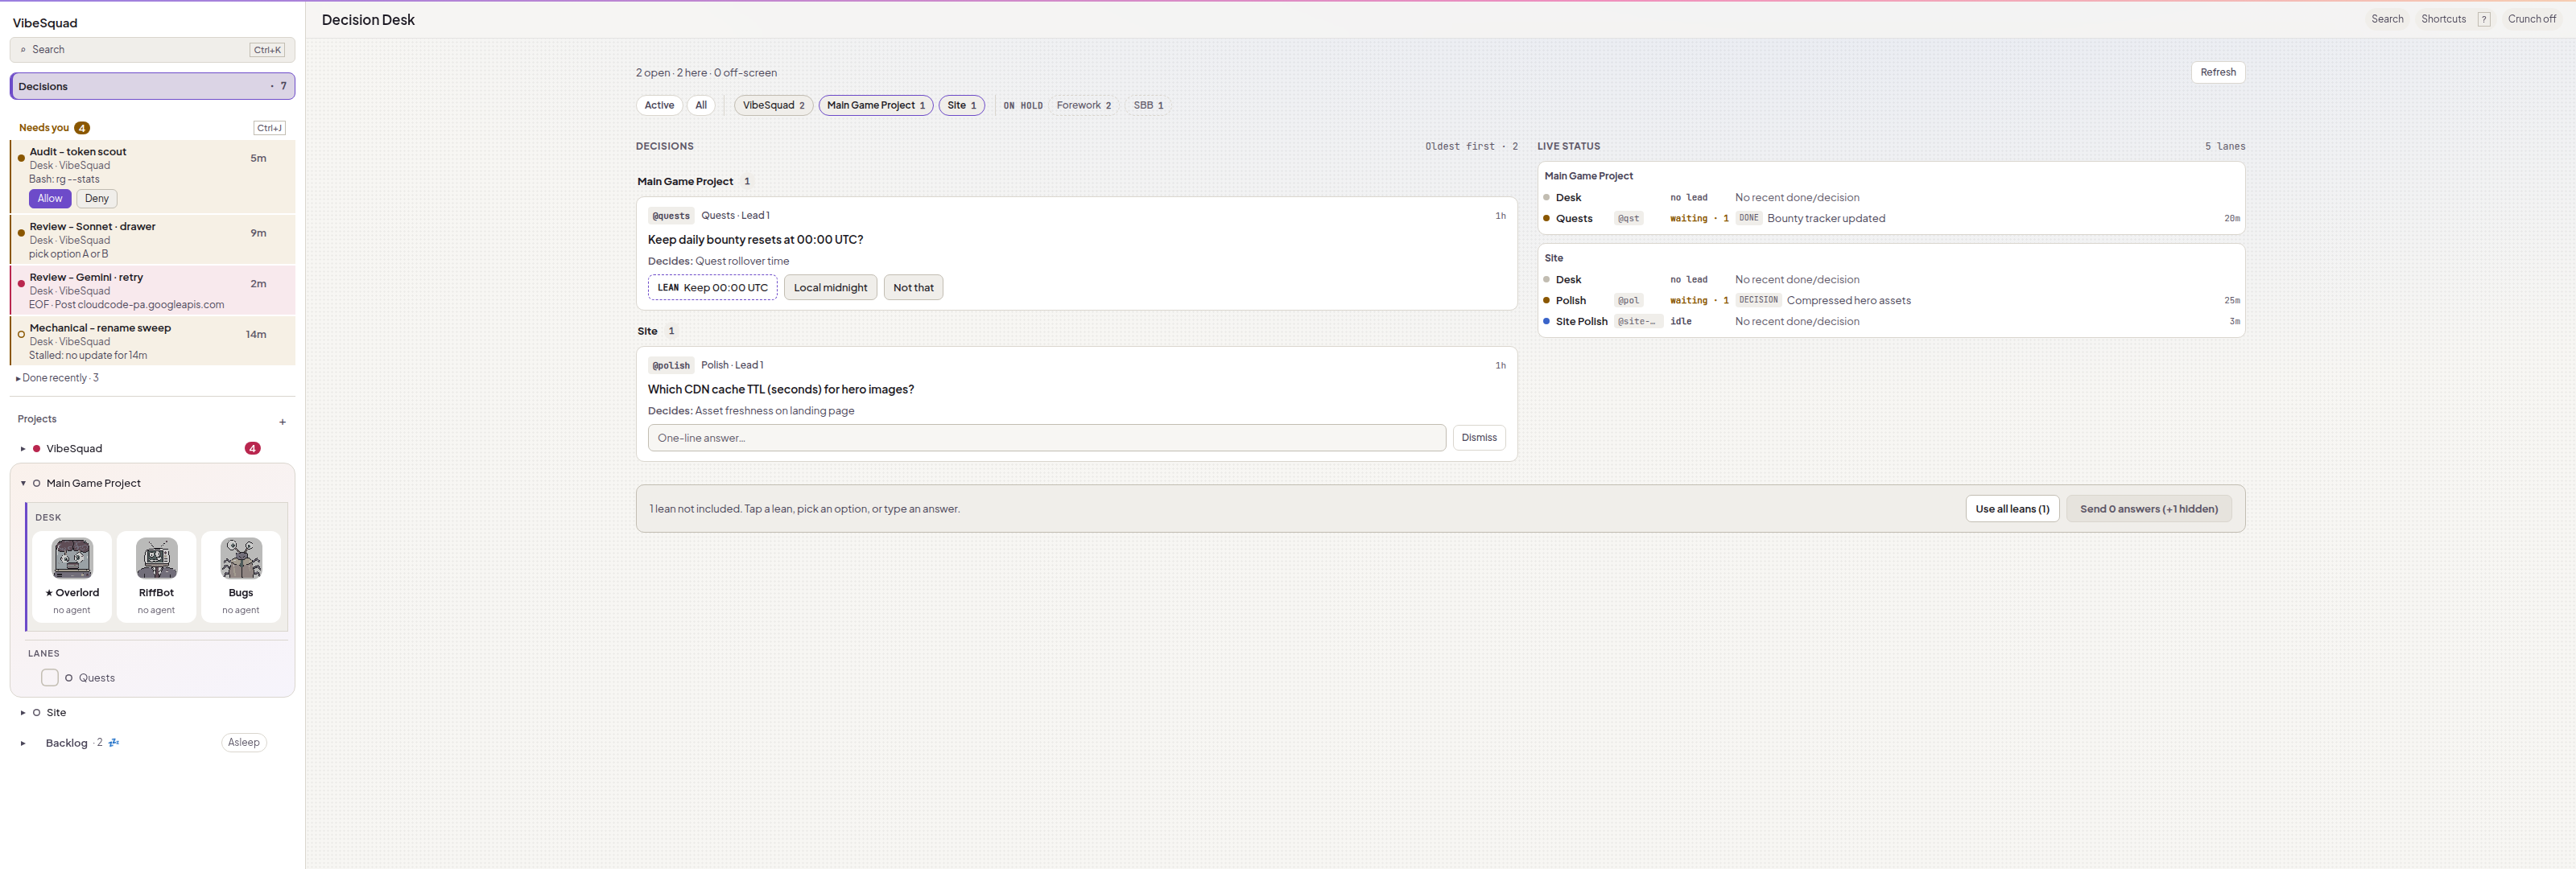 VibeSquad
Search Ctrl+K
Decisions · 7
Needs you 4 Ctrl+J
Audit – token scout 5m
Desk · VibeSquad
Bash: rg --stats
Allow Deny
Review – Sonnet · drawer 9m
Desk · VibeSquad
pick option A or B
Review – Gemini · retry 2m
Desk · VibeSquad
EOF · Post cloudcode-pa.googleapis.com
Mechanical – rename sweep 14m
Desk · VibeSquad
Stalled: no update for 14m
Done recently · 3
Projects +
VibeSquad 4
Main Game Project
DESK
★ Overlord RiffBot Bugs
no agent no agent no agent
LANES
Quests
Site
Backlog · 2 Asleep
Decision Desk Search Shortcuts ? Crunch off
2 open · 2 here · 0 off-screen Refresh
Active All VibeSquad 2 Main Game Project 1 Site 1 ON HOLD Forework 2 SBB 1
DECISIONS Oldest first · 2
Main Game Project 1
@quests Quests · Lead 1 1h
Keep daily bounty resets at 00:00 UTC?
Decides: Quest rollover time
LEAN Keep 00:00 UTC Local midnight Not that
Site 1
@polish Polish · Lead 1 1h
Which CDN cache TTL (seconds) for hero images?
Decides: Asset freshness on landing page
One-line answer… Dismiss
LIVE STATUS 5 lanes
Main Game Project
Desk no lead No recent done/decision
Quests @qst waiting · 1 DONE Bounty tracker updated 20m
Site
Desk no lead No recent done/decision
Polish @pol waiting · 1 DECISION Compressed hero assets 25m
Site Polish @site-… idle No recent done/decision 3m
1 lean not included. Tap a lean, pick an option, or type an answer. Use all leans (1) Send 0 answers (+1 hidden)